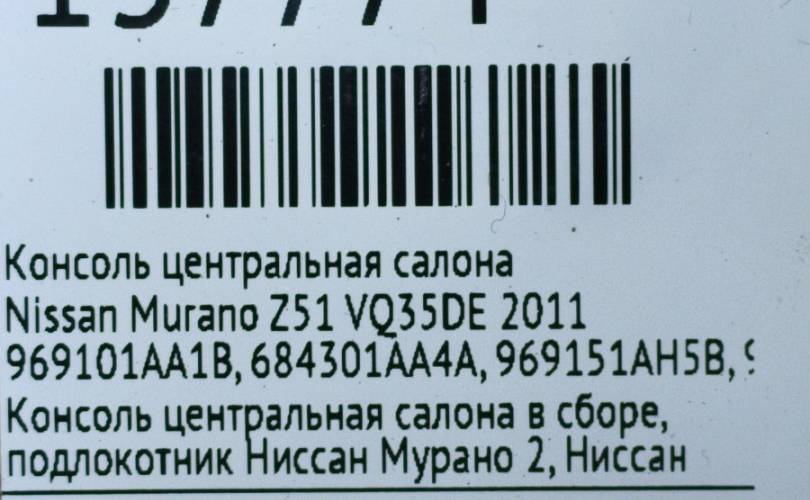 Консоль центральная салона
Nissan Murano Z51 VQ35DE 2011
969101AA1B, 684301AA4A, 969151AH5B,
Консоль центральная салона в сборе,
подлокотник Ниссан Мурано 2, Ниссан